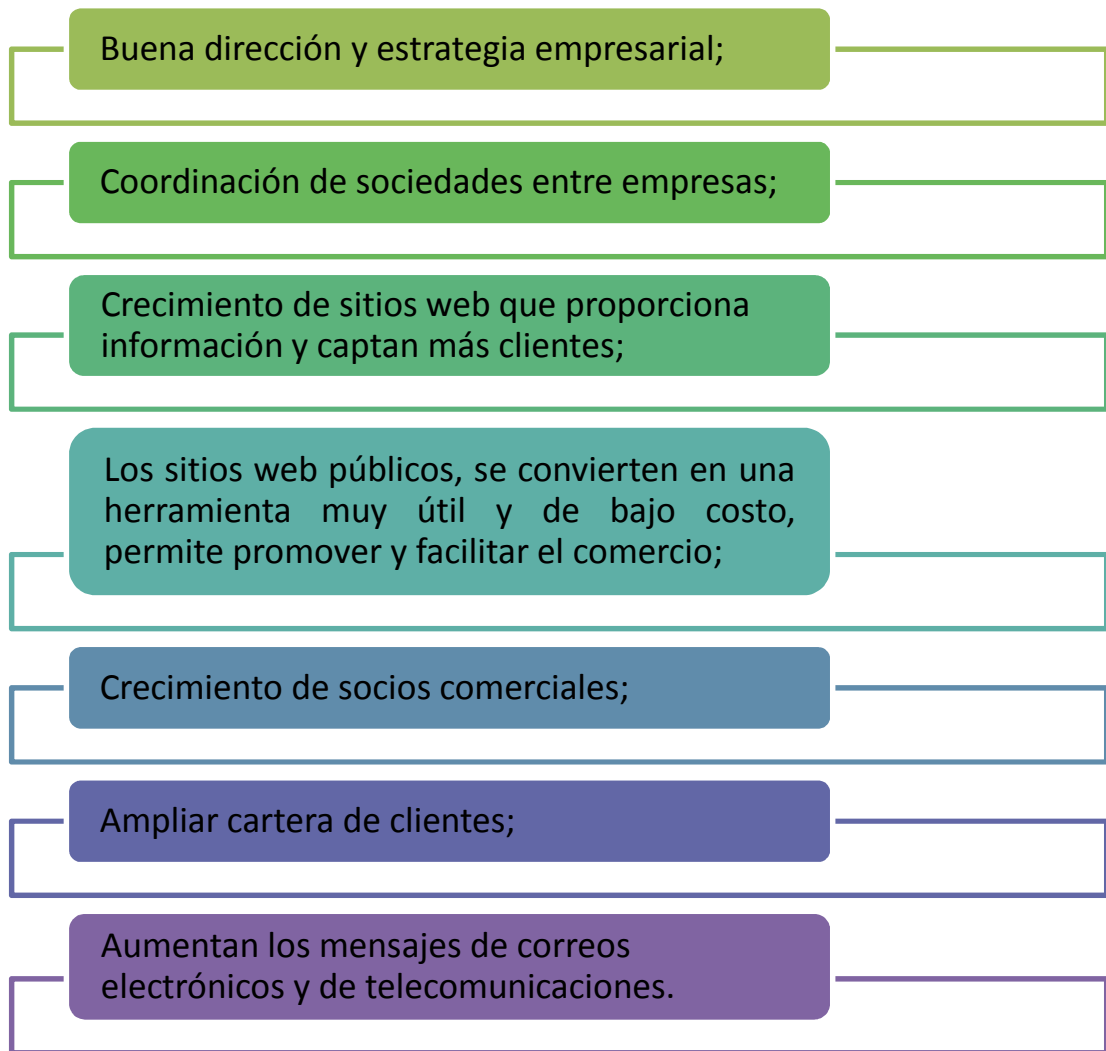 Buena dirección y estrategia empresarial;
Coordinación de sociedades entre empresas;
Crecimiento de sitios web que proporciona
información y captan más clientes;
Los sitios web públicos, se convierten en una
herramienta muy útil y de bajo costo,
permite promover y facilitar el comercio;
Crecimiento de socios comerciales;
Ampliar cartera de clientes;
Aumentan los mensajes de correos
electrónicos y de telecomunicaciones.